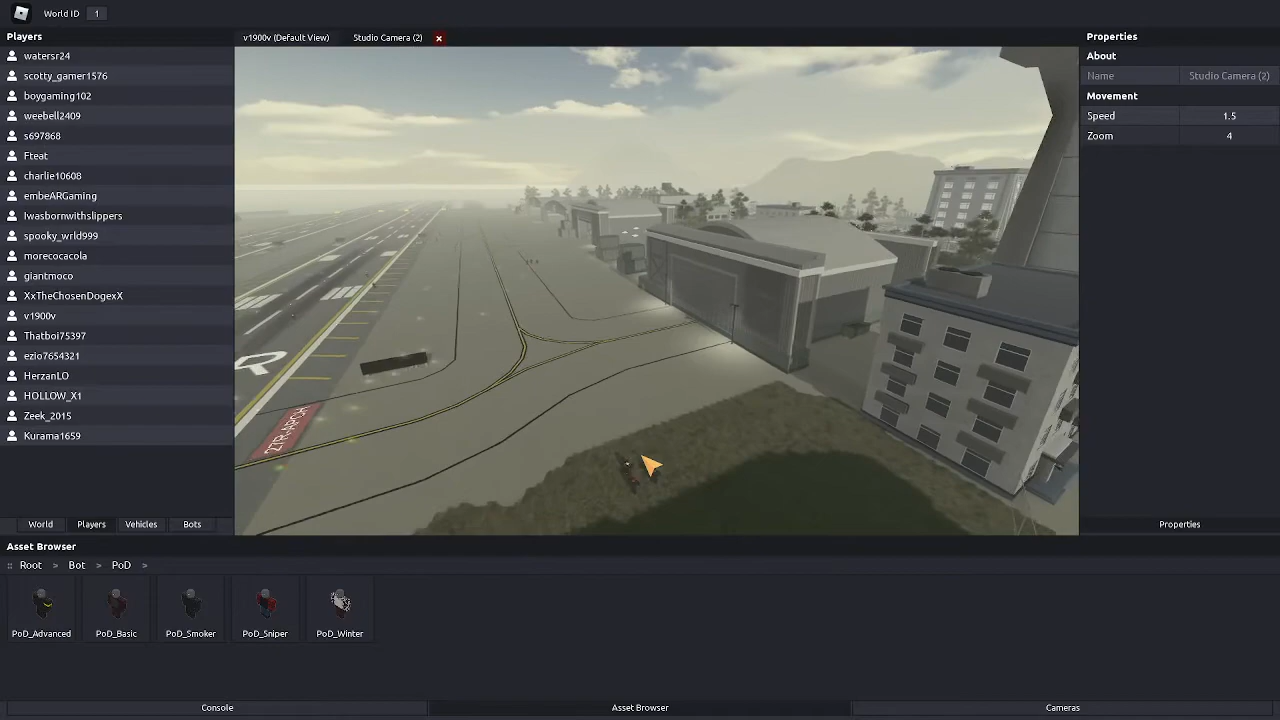 World ID 1
Players
v1900v (Default View) Studio Camera (2) x
Properties
watersr24
scotty_gamer1576
boygaming102
weebell2409
s697868
Fteat
charlie10608
embeARGaming
Iwasbornwithslippers
spooky_wrld999
morecocacola
giantmoco
XxTheChosenDogexX
v1900v
Thatboi75397
ezio7654321
HerzanLO
HOLLOW_X1
Zeek_2015
Kurama1659
World Players Vehicles Bots
27R-APCH
About
Name Studio Camera (2)
Movement
Speed 1.5
Zoom 4
Properties
Asset Browser
Root > Bot > PoD >
PoD_Advanced PoD_Basic PoD_Smoker PoD_Sniper PoD_Winter
Console Asset Browser Cameras